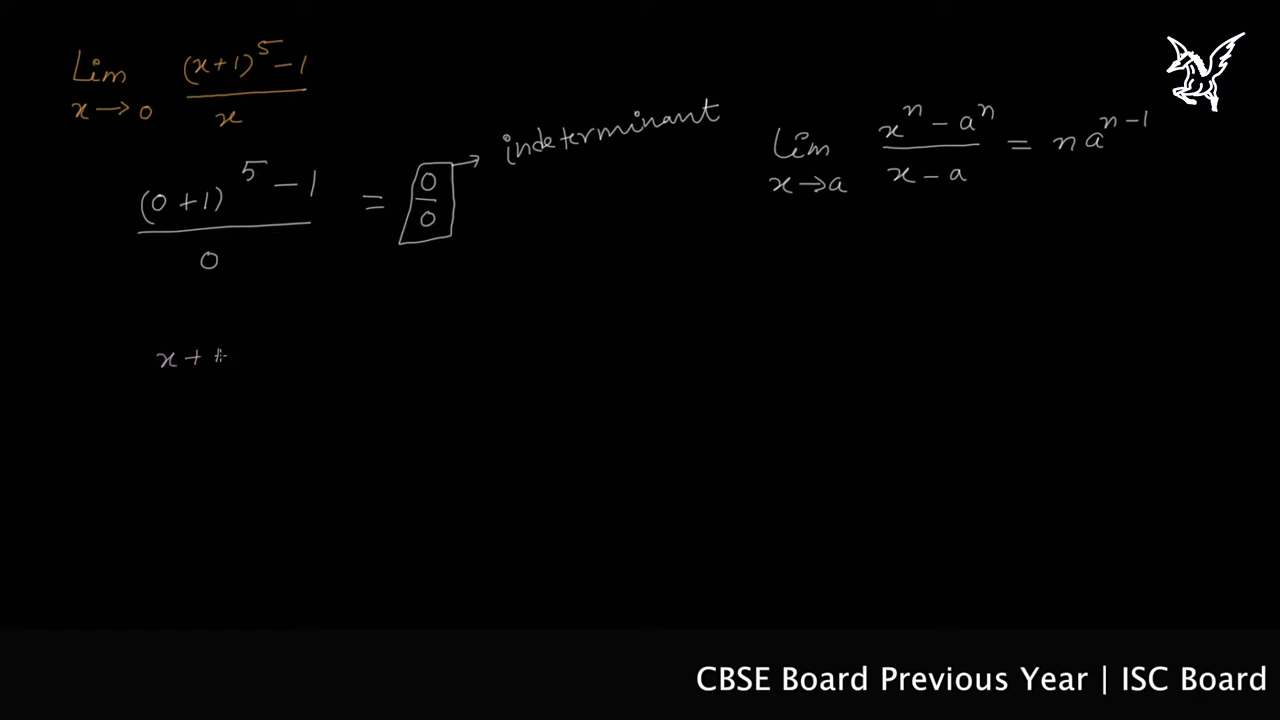 Lim x→0 ((x+1)^5 - 1)/x
((0+1)^5 - 1)/0 = 0/0 → indeterminant
Lim x→a (x^n - a^n)/(x - a) = n a^(n-1)
x +
CBSE Board Previous Year | ISC Board